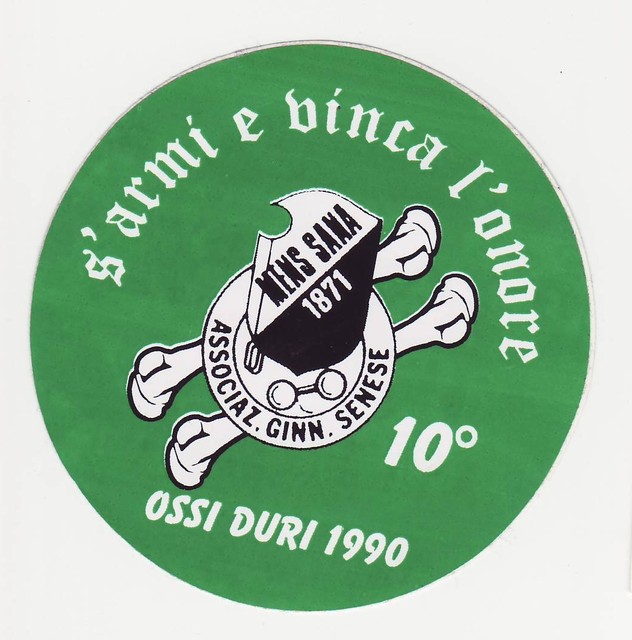 s'armi e vinca l'onore
MENS SANA
1871
ASSOCIAZ. GINN. SENESE
10°
OSSI DURI 1990